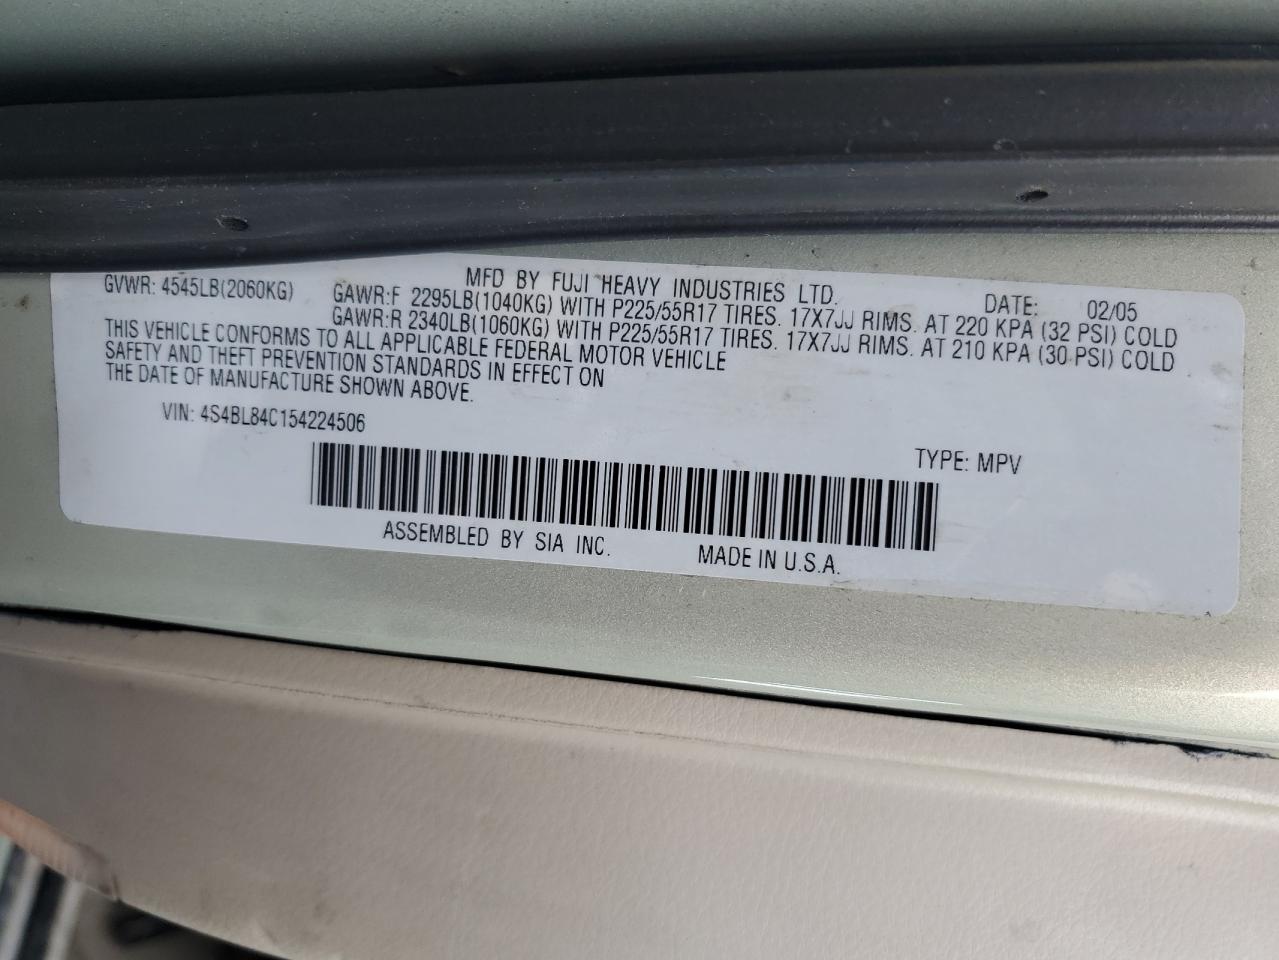 MFD BY FUJI HEAVY INDUSTRIES LTD. DATE: 02/05
GVWR: 4545LB(2060KG) GAWR:F 2295LB(1040KG) WITH P225/55R17 TIRES. 17X7JJ RIMS. AT 220 KPA (32 PSI) COLD
GAWR:R 2340LB(1060KG) WITH P225/55R17 TIRES. 17X7JJ RIMS. AT 210 KPA (30 PSI) COLD
THIS VEHICLE CONFORMS TO ALL APPLICABLE FEDERAL MOTOR VEHICLE
SAFETY AND THEFT PREVENTION STANDARDS IN EFFECT ON
THE DATE OF MANUFACTURE SHOWN ABOVE.
VIN: 4S4BL84C154224506
TYPE: MPV
ASSEMBLED BY SIA INC. MADE IN U.S.A.